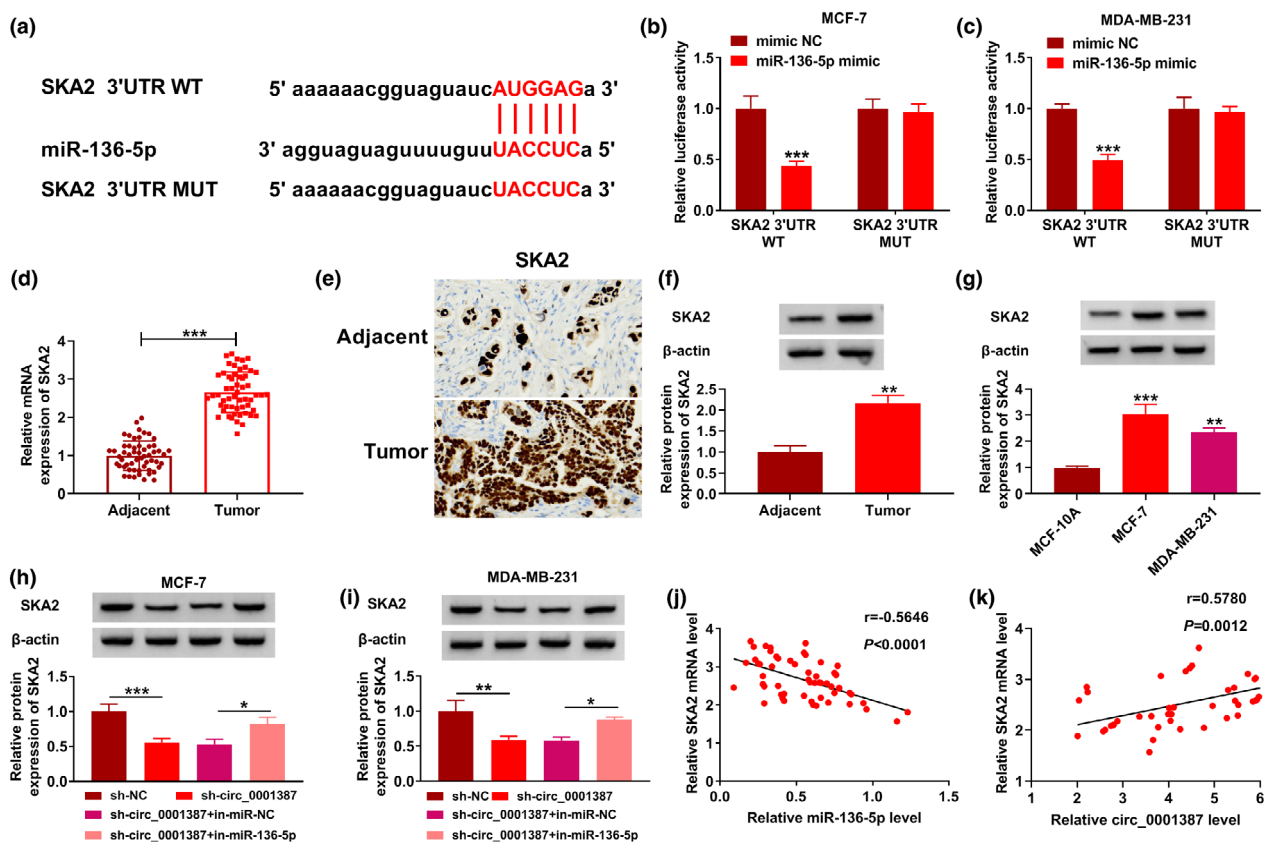 (a)
SKA2 3'UTR WT 5' aaaaaacgguaguaucAUGGAGa 3'
miR-136-5p 3' agguaguaguuuuguuUACCUCa 5'
SKA2 3'UTR MUT 5' aaaaaacgguaguaucUACCUCa 3'
(b)
MCF-7
mimic NC
miR-136-5p mimic
Relative luciferase activity
1.5
1.0
0.5
0.0
***
SKA2 3'UTR WT
SKA2 3'UTR MUT
(c)
MDA-MB-231
mimic NC
miR-136-5p mimic
Relative luciferase activity
1.5
1.0
0.5
0.0
***
SKA2 3'UTR WT
SKA2 3'UTR MUT
(d)
Relative mRNA
expression of SKA2
4
3
2
1
0
***
Adjacent Tumor
(e)
SKA2
Adjacent
Tumor
(f)
SKA2
β-actin
Relative protein
expression of SKA2
2.5
2.0
1.5
1.0
0.5
0.0
**
Adjacent Tumor
(g)
SKA2
β-actin
Relative protein
expression of SKA2
4
3
2
1
0
***
**
MCF-10A
MCF-7
MDA-MB-231
(h)
MCF-7
SKA2
β-actin
Relative protein
expression of SKA2
1.5
1.0
0.5
0.0
***
*
sh-NC sh-circ_0001387
sh-circ_0001387+in-miR-NC
sh-circ_0001387+in-miR-136-5p
(i)
MDA-MB-231
SKA2
β-actin
Relative protein
expression of SKA2
1.5
1.0
0.5
0.0
**
*
sh-NC sh-circ_0001387
sh-circ_0001387+in-miR-NC
sh-circ_0001387+in-miR-136-5p
(j)
r=-0.5646
P<0.0001
Relative SKA2 mRNA level
4
3
2
1
0
0.0 0.5 1.0 1.5
Relative miR-136-5p level
(k)
r=0.5780
P=0.0012
Relative SKA2 mRNA level
4
3
2
1
1 2 3 4 5 6
Relative circ_0001387 level